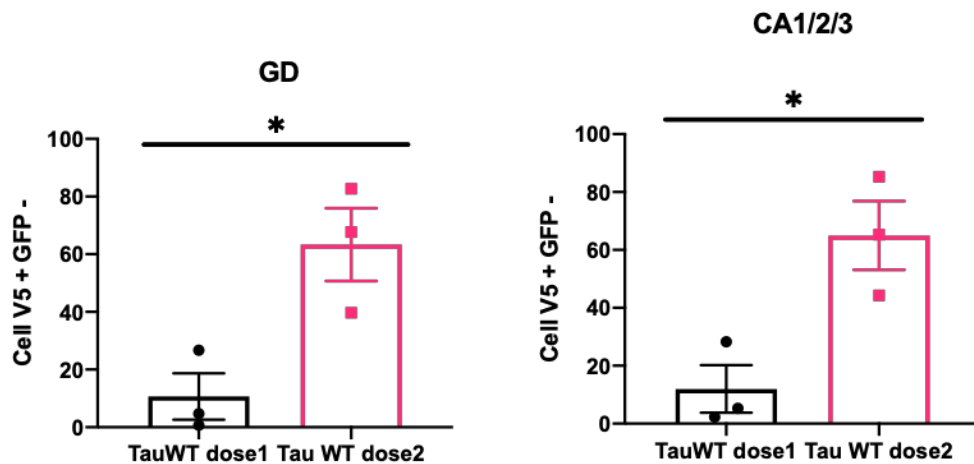 GD
*
Cell V5 + GFP -
100
80
60
40
20
0
TauWT dose1 Tau WT dose2
CA1/2/3
*
Cell V5 + GFP -
100
80
60
40
20
0
TauWT dose1 Tau WT dose2